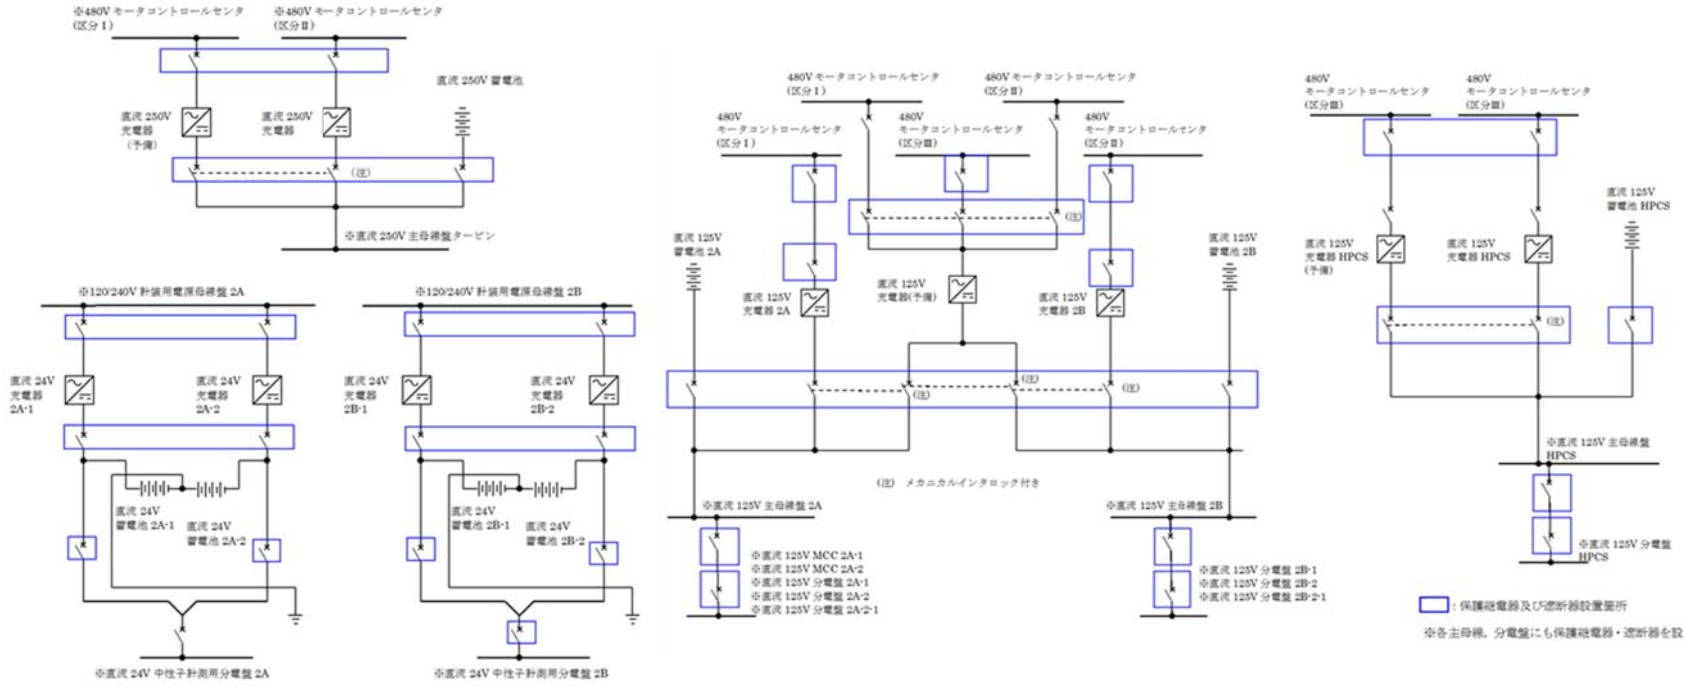 ※480V モータコントロールセンタ
(区分Ⅰ)
※480V モータコントロールセンタ
(区分Ⅱ)
直流 250V 蓄電池
直流 250V
充電器
(予備)
直流 250V
充電器
(注)
※直流 250V 主母線盤タービン
※120/240V 計装用電源母線盤 2A
直流 24V
充電器
2A-1
直流 24V
充電器
2A-2
直流 24V
蓄電池 2A-1
直流 24V
蓄電池 2A-2
※直流 24V 中性子計測用分電盤 2A
※120/240V 計装用電源母線盤 2B
直流 24V
充電器
2B-1
直流 24V
充電器
2B-2
直流 24V
蓄電池 2B-1
直流 24V
蓄電池 2B-2
※直流 24V 中性子計測用分電盤 2B
480V モータコントロールセンタ
(区分Ⅰ)
480V モータコントロールセンタ
(区分Ⅱ)
480V
モータコントロールセンタ
(区分Ⅰ)
480V
モータコントロールセンタ
(区分Ⅲ)
480V
モータコントロールセンタ
(区分Ⅱ)
(注)
直流 125V
蓄電池 2A
直流 125V
充電器 2A
直流 125V
充電器(予備)
直流 125V
充電器 2B
直流 125V
蓄電池 2B
(注)
(注)
(注)
(注) メカニカルインタロック付き
※直流 125V 主母線盤 2A
※直流 125V MCC 2A-1
※直流 125V MCC 2A-2
※直流 125V 分電盤 2A-1
※直流 125V 分電盤 2A-2
※直流 125V 分電盤 2A-2-1
※直流 125V 主母線盤 2B
※直流 125V 分電盤 2B-1
※直流 125V 分電盤 2B-2
※直流 125V 分電盤 2B-2-1
480V
モータコントロールセンタ
(区分Ⅲ)
480V
モータコントロールセンタ
(区分Ⅲ)
直流 125V
充電器 HPCS
(予備)
直流 125V
充電器 HPCS
直流 125V
蓄電池 HPCS
(注)
※直流 125V 主母線盤
HPCS
※直流 125V 分電盤
HPCS
:保護継電器及び遮断器設置箇所
※各主母線，分電盤にも保護継電器・遮断器を設